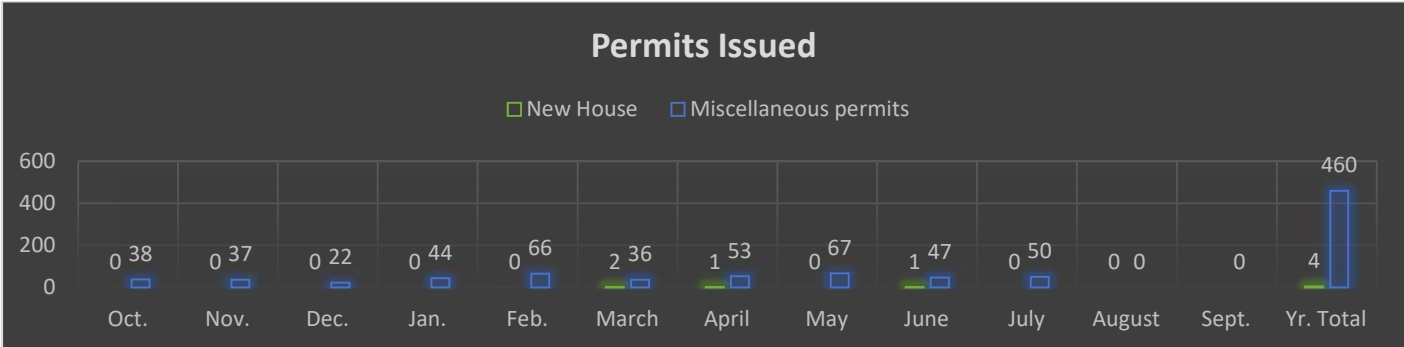 Permits Issued
New House Miscellaneous permits
600
460
400
200
0 38 0 37 0 22 0 44 0 66 2 36 1 53 0 67 1 47 0 50 0 0 0 4
0
Oct. Nov. Dec. Jan. Feb. March April May June July August Sept. Yr. Total